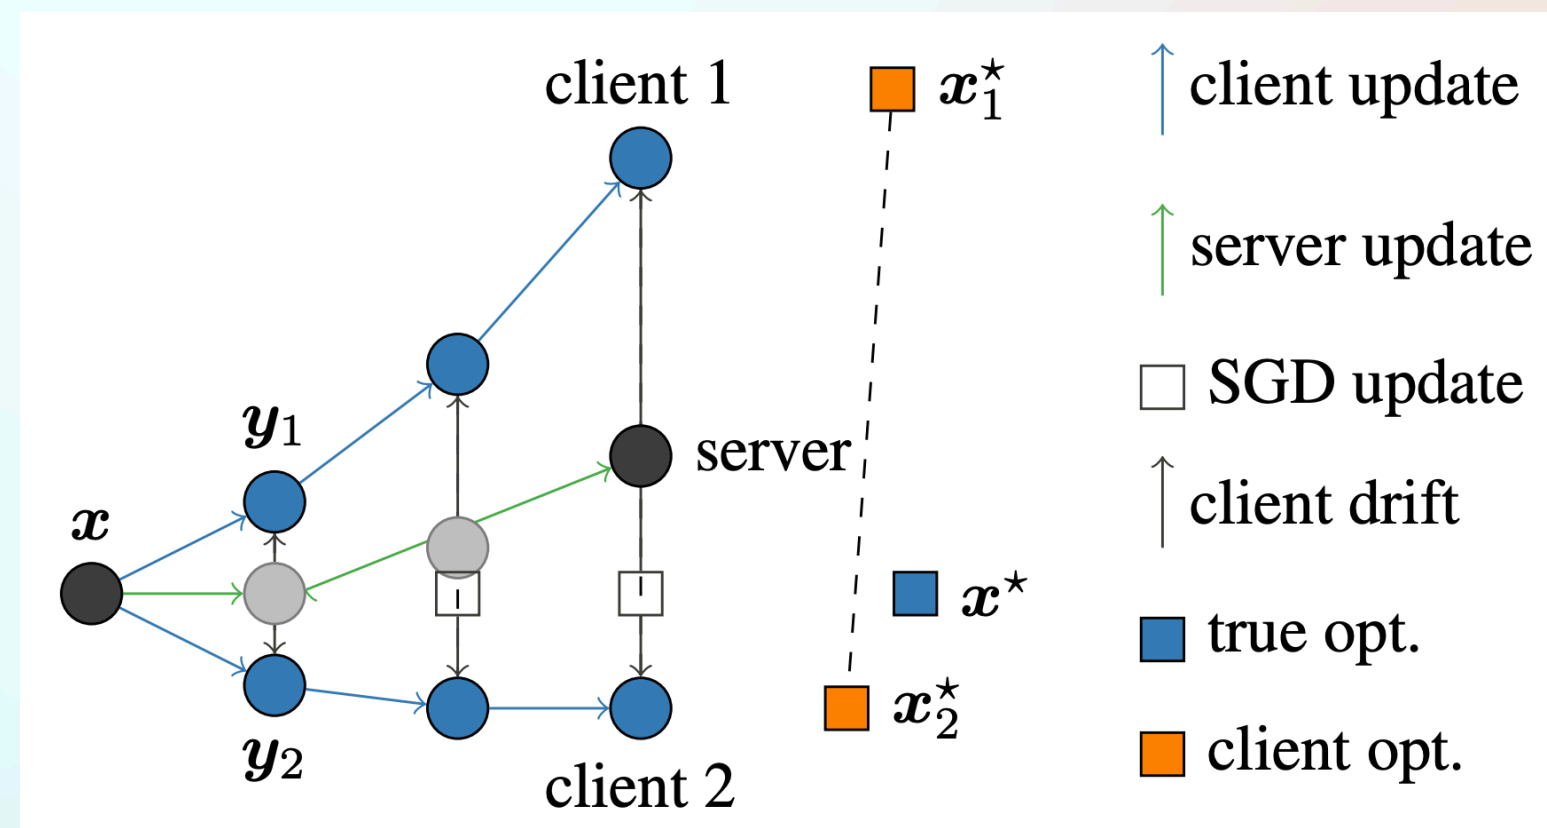 client 1
x₁*
client update
server update
SGD update
y₁
server
client drift
x
x*
true opt.
x₂*
y₂
client opt.
client 2